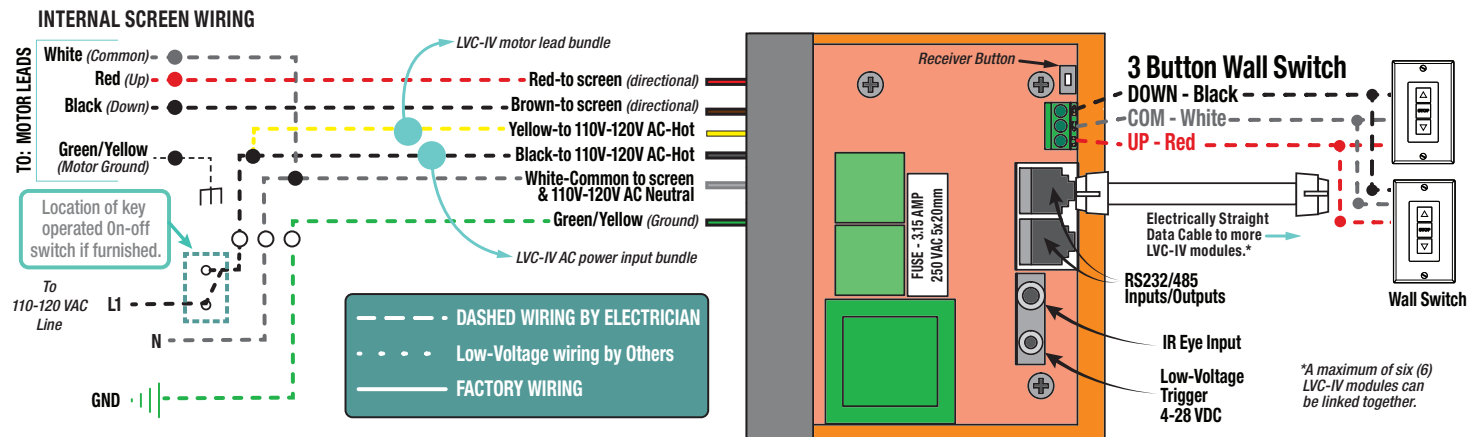 INTERNAL SCREEN WIRING
TO: MOTOR LEADS
White (Common)
Red (Up)
Black (Down)
Green/Yellow
(Motor Ground)
Location of key
operated On-off
switch if furnished.
To
110-120 VAC
Line
L1
N
GND
LVC-IV motor lead bundle
Red-to screen (directional)
Brown-to screen (directional)
Yellow-to 110V-120V AC-Hot
Black-to 110V-120V AC-Hot
White-Common to screen
& 110V-120V AC Neutral
Green/Yellow (Ground)
LVC-IV AC power input bundle
DASHED WIRING BY ELECTRICIAN
Low-Voltage wiring by Others
FACTORY WIRING
Receiver Button
FUSE - 3.15 AMP
250 VAC 5x20mm
3 Button Wall Switch
DOWN - Black
COM - White
UP - Red
Electrically Straight
Data Cable to more
LVC-IV modules.*
RS232/485
Inputs/Outputs
IR Eye Input
Low-Voltage
Trigger
4-28 VDC
Wall Switch
*A maximum of six (6)
LVC-IV modules can
be linked together.